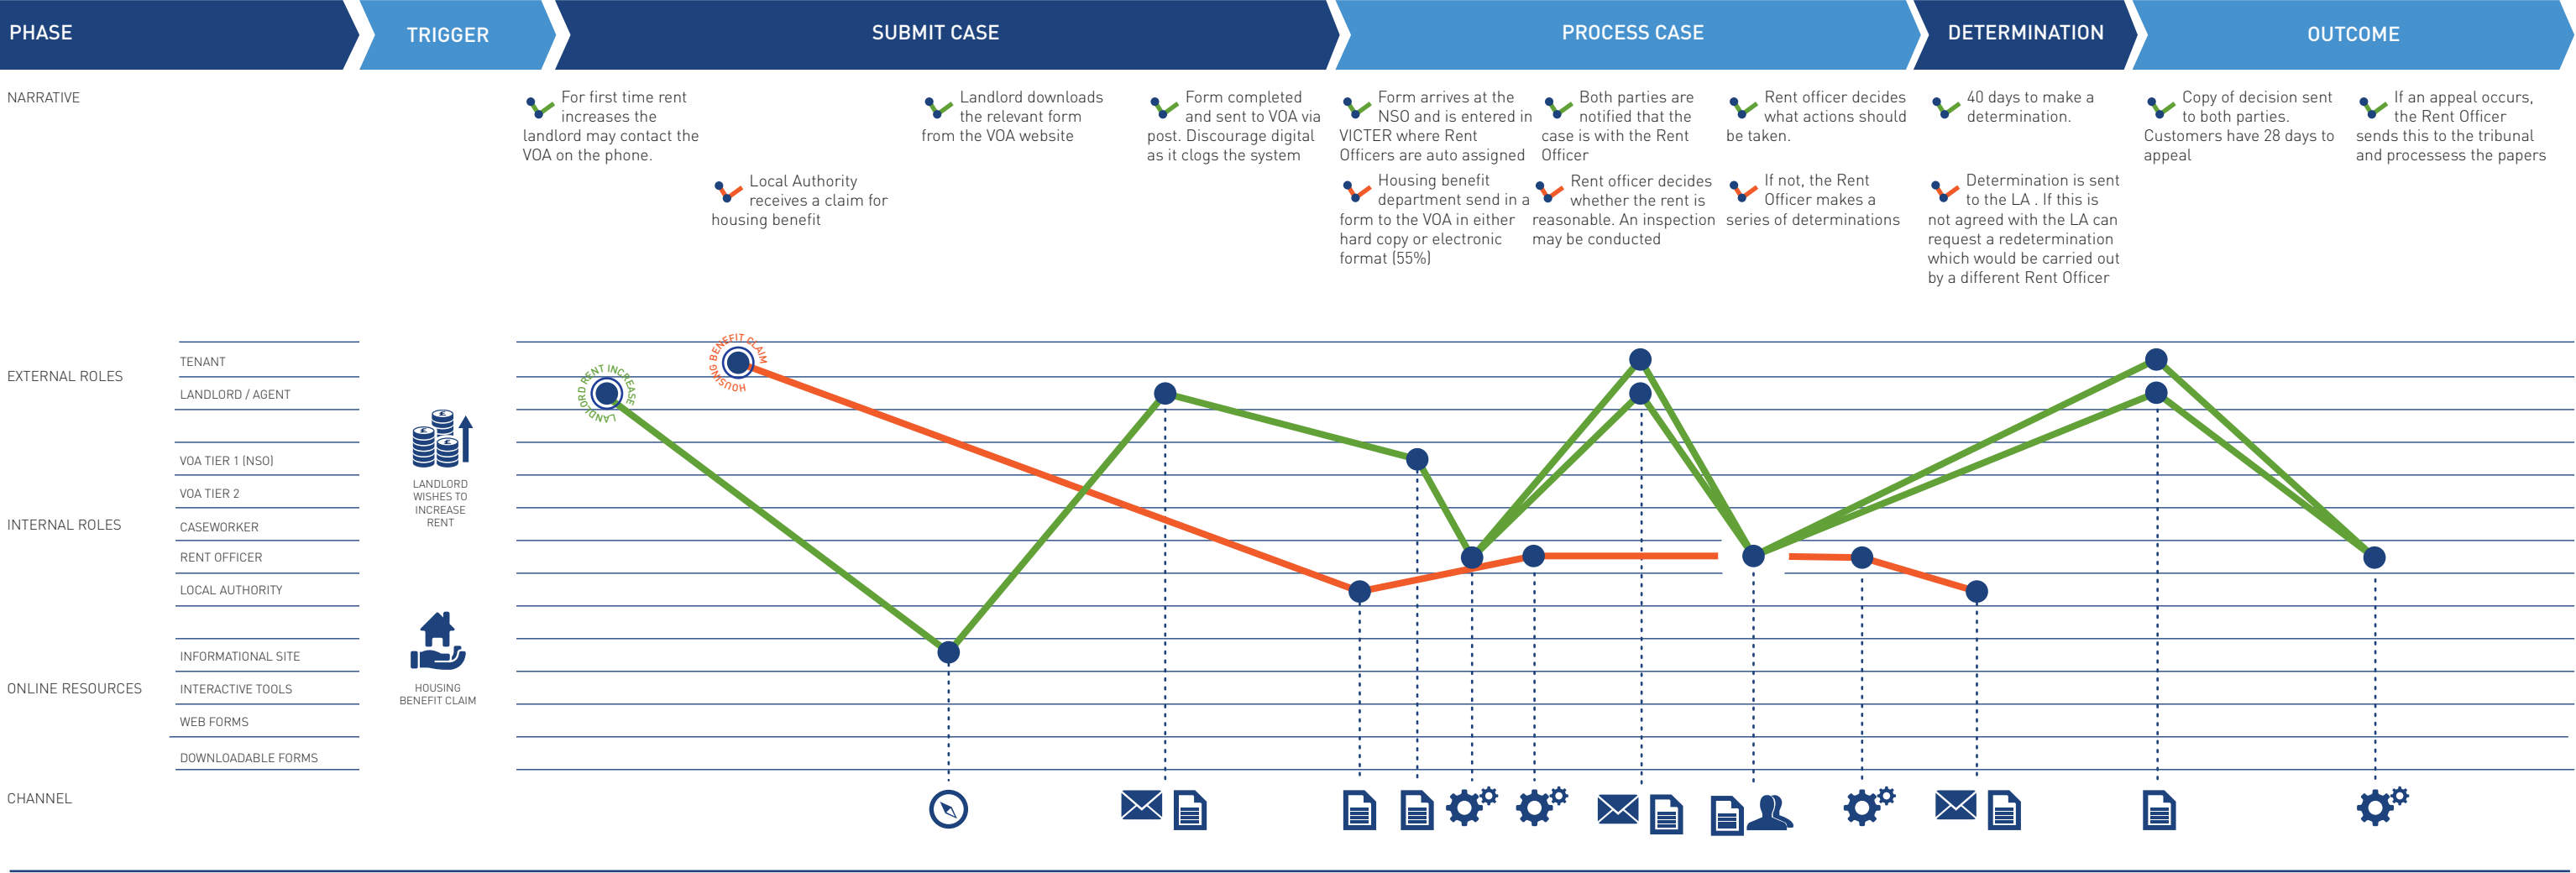 PHASE
TRIGGER
SUBMIT CASE
PROCESS CASE
DETERMINATION
OUTCOME
NARRATIVE
For first time rent
increases the
landlord may contact the
VOA on the phone.
Local Authority
receives a claim for
housing benefit
Landlord downloads
the relevant form
from the VOA website
Form completed
and sent to VOA via
post. Discourage digital
as it clogs the system
Form arrives at the
NSO and is entered in
VICTER where Rent
Officers are auto assigned
Housing benefit
department send in a
form to the VOA in either
hard copy or electronic
format (55%)
Both parties are
notified that the
case is with the Rent
Officer
Rent officer decides
whether the rent is
reasonable. An inspection
may be conducted
Rent officer decides
what actions should
be taken.
If not, the Rent
Officer makes a
series of determinations
40 days to make a
determination.
Determination is sent
to the LA . If this is
not agreed with the LA can
request a redetermination
which would be carried out
by a different Rent Officer
Copy of decision sent
to both parties.
Customers have 28 days to
appeal
If an appeal occurs,
the Rent Officer
sends this to the tribunal
and processess the papers
EXTERNAL ROLES
TENANT
LANDLORD / AGENT
INTERNAL ROLES
VOA TIER 1 (NSO)
VOA TIER 2
CASEWORKER
RENT OFFICER
LOCAL AUTHORITY
ONLINE RESOURCES
INFORMATIONAL SITE
INTERACTIVE TOOLS
WEB FORMS
DOWNLOADABLE FORMS
CHANNEL
LANDLORD
WISHES TO
INCREASE
RENT
HOUSING
BENEFIT CLAIM
LANDLORD RENT INCREASE
HOUSING BENEFIT CLAIM